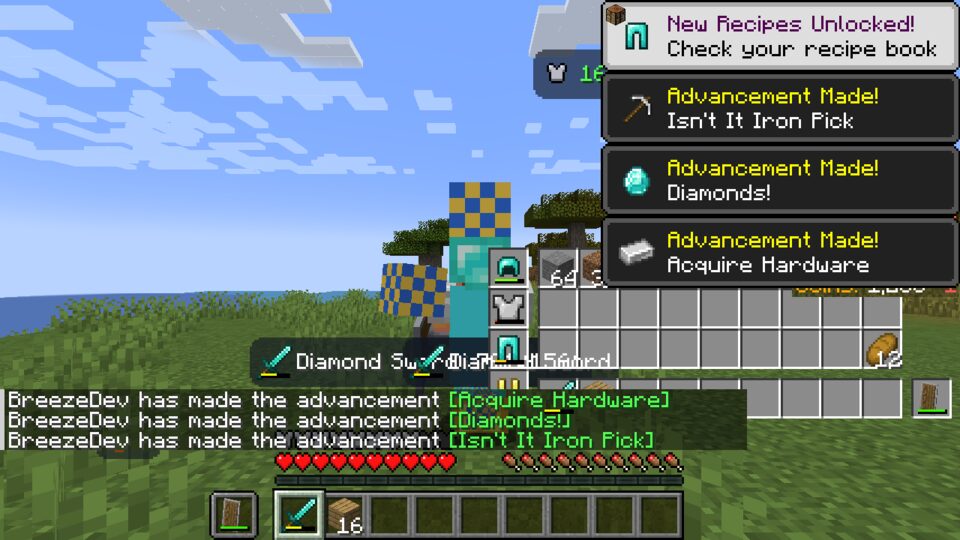 New Recipes Unlocked!
Check your recipe book
16
Advancement Made!
Isn't It Iron Pick
Advancement Made!
Diamonds!
Advancement Made!
Acquire Hardware
64
12
Diamond
BreezeDev has made the advancement [Acquire Hardware]
BreezeDev has made the advancement [Diamonds!]
BreezeDev has made the advancement [Isn't It Iron Pick]
16